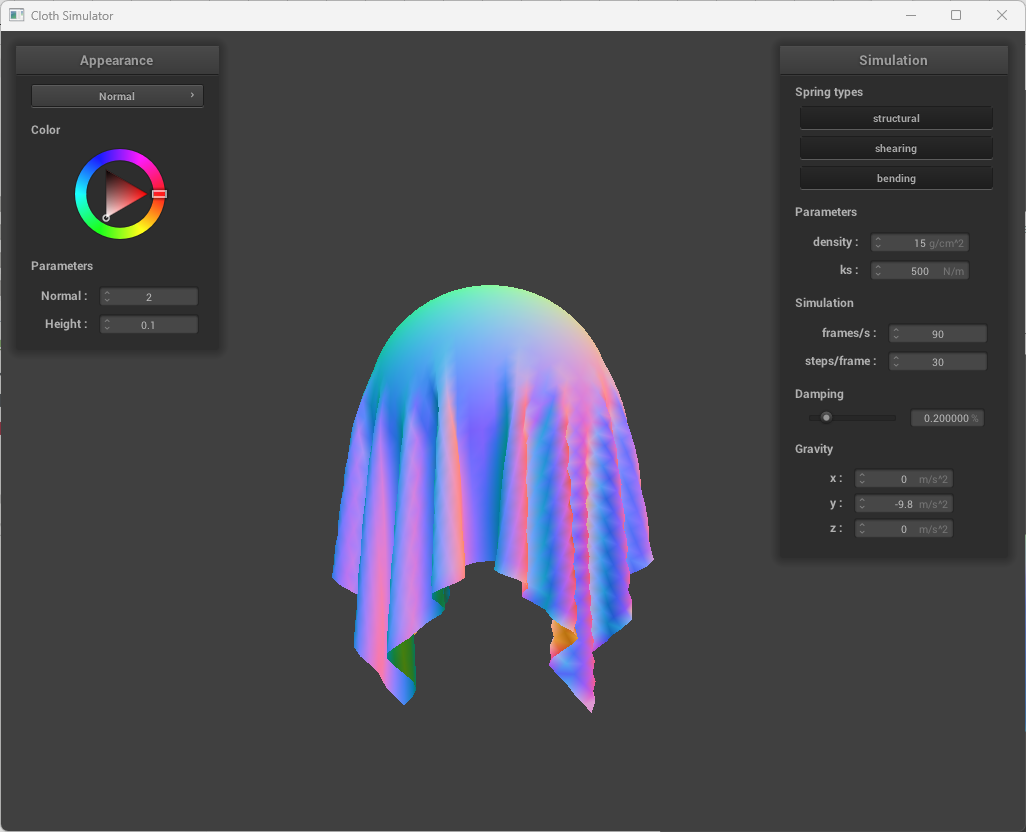 Cloth Simulator
Appearance
Normal
Color
Parameters
Normal : 2
Height : 0.1
Simulation
Spring types
structural
shearing
bending
Parameters
density : 15 g/cm^2
ks : 500 N/m
Simulation
frames/s : 90
steps/frame : 30
Damping
0.200000 %
Gravity
x : 0 m/s^2
y : -9.8 m/s^2
z : 0 m/s^2